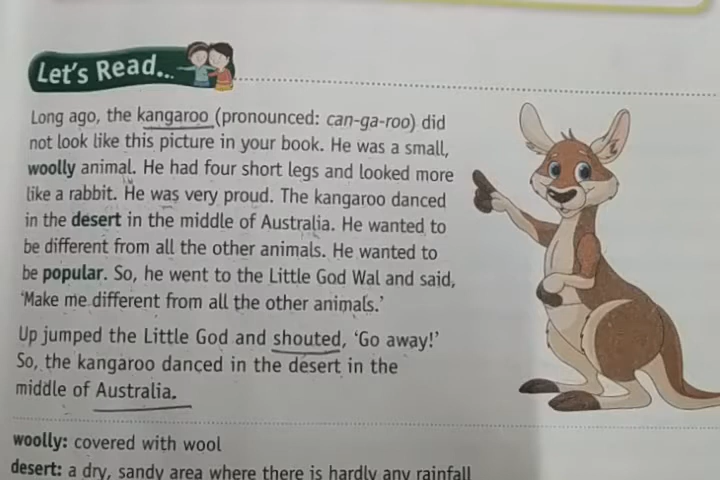 Let's Read...
Long ago, the kangaroo (pronounced: can-ga-roo) did
not look like this picture in your book. He was a small,
woolly animal. He had four short legs and looked more
like a rabbit. He was very proud. The kangaroo danced
in the desert in the middle of Australia. He wanted to
be different from all the other animals. He wanted to
be popular. So, he went to the Little God Wal and said,
‘Make me different from all the other animals.’
Up jumped the Little God and shouted, ‘Go away!’
So, the kangaroo danced in the desert in the
middle of Australia.
woolly: covered with wool
desert: a dry, sandy area where there is hardly any rainfall